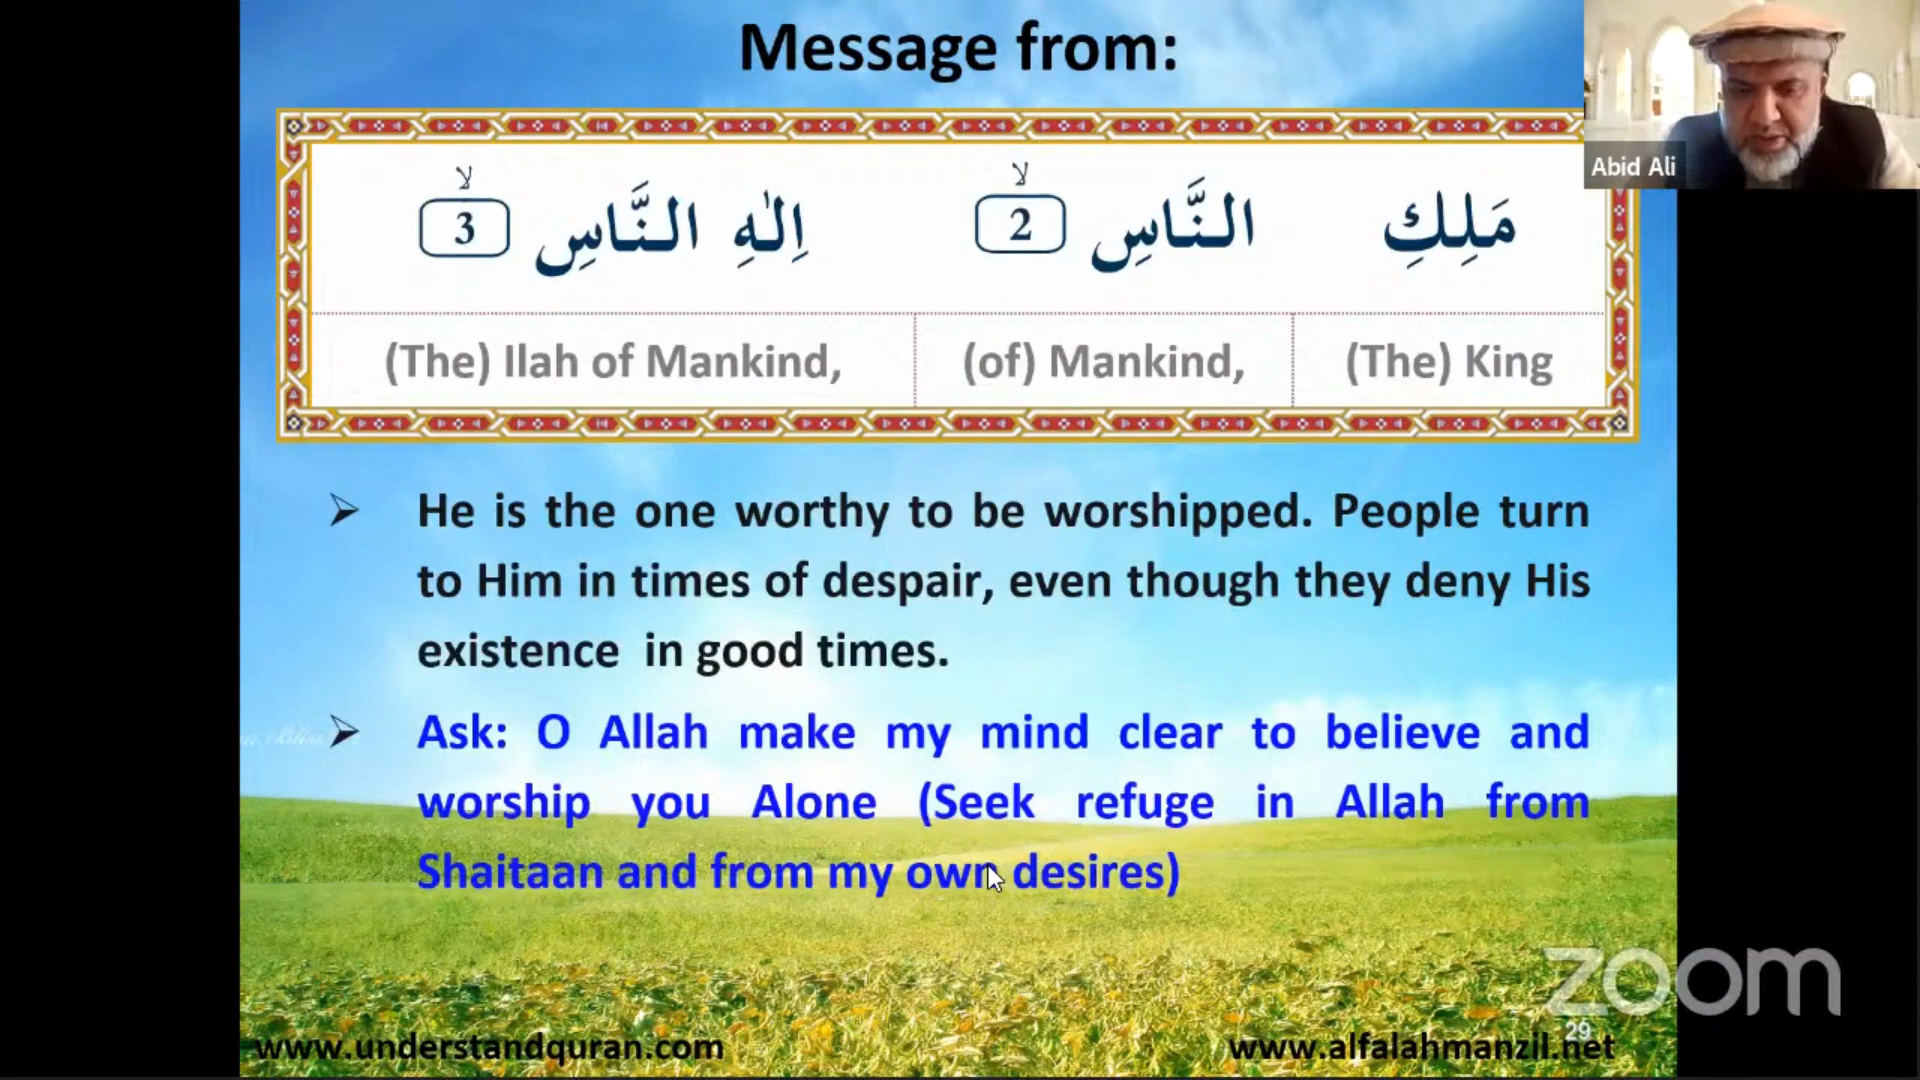 Message from:
Abid Ali
مَلِكِ النَّاسِ ۙ 2 اِلٰهِ النَّاسِ ۙ 3
(The) Ilah of Mankind, (of) Mankind, (The) King
➢ He is the one worthy to be worshipped. People turn
to Him in times of despair, even though they deny His
existence in good times.
➢ Ask: O Allah make my mind clear to believe and
worship you Alone (Seek refuge in Allah from
Shaitaan and from my own desires)
zoom
29
www.understandquran.com
www.alfalahmanzil.net